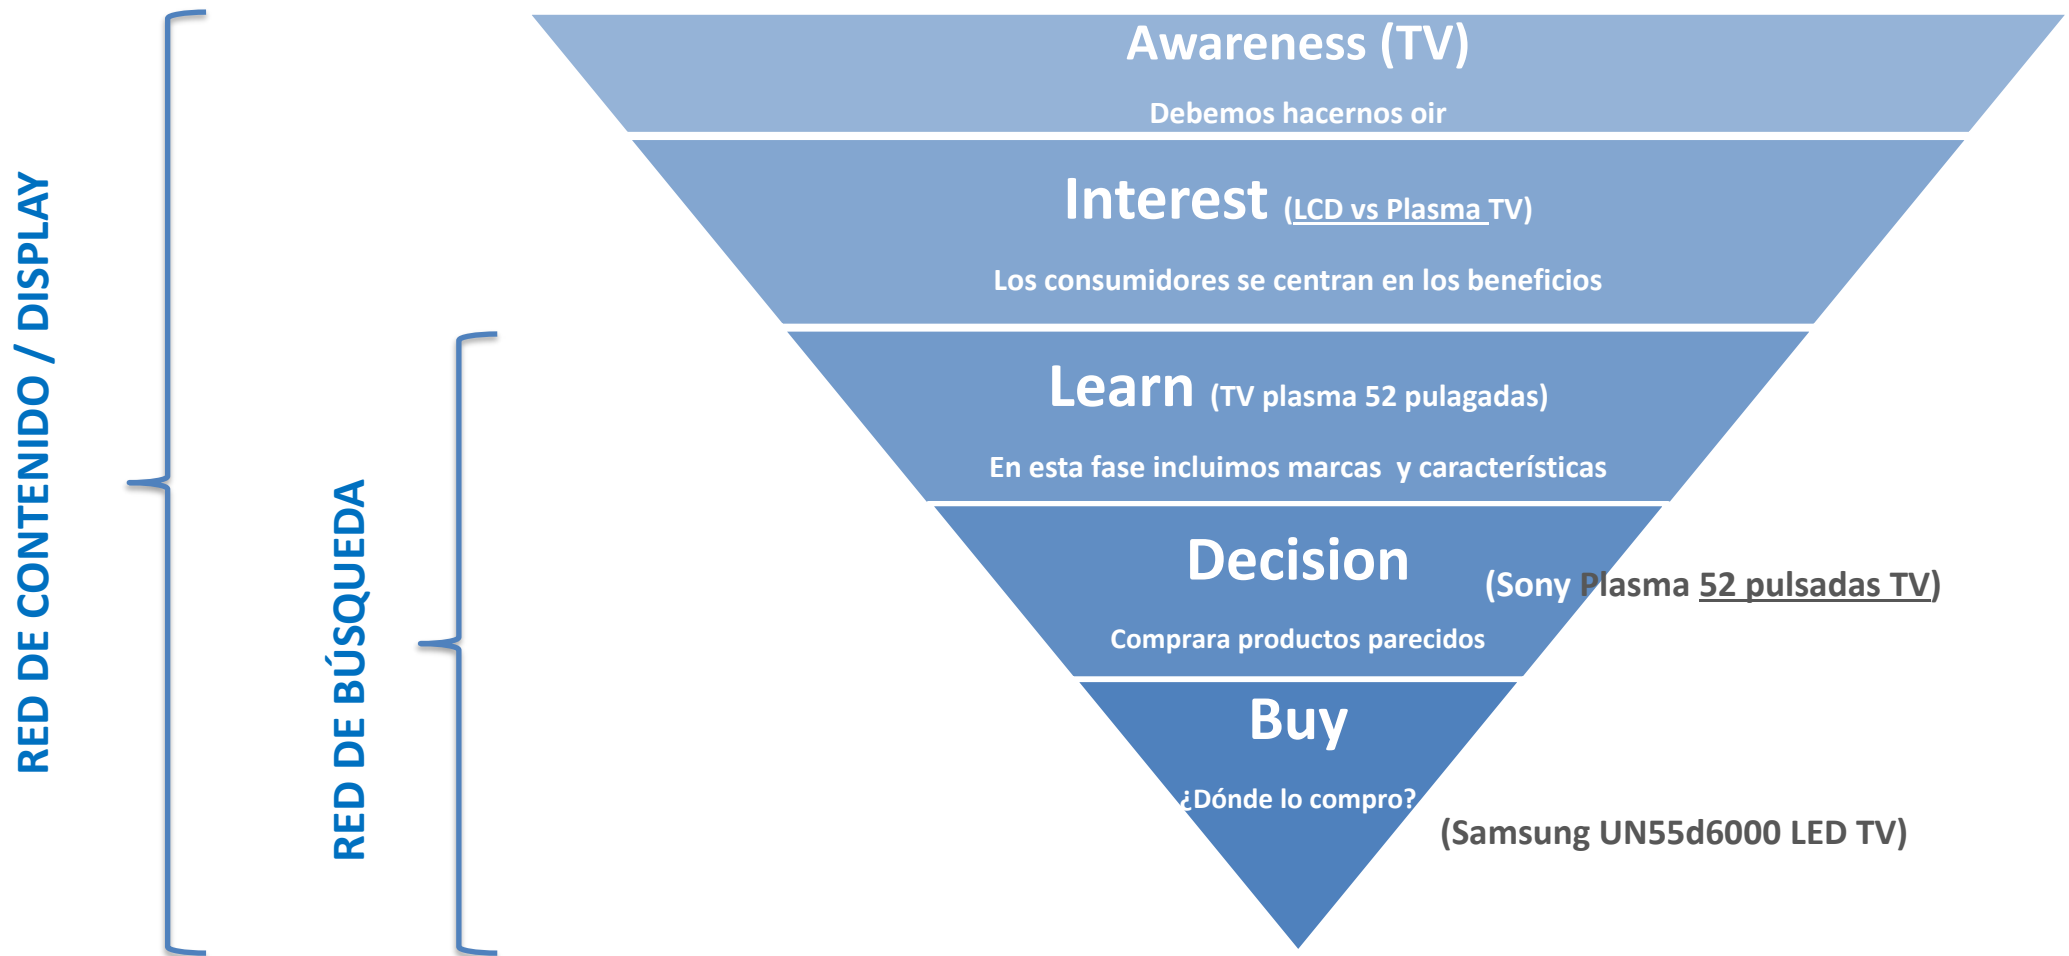 RED DE CONTENIDO / DISPLAY
RED DE BÚSQUEDA
Awareness (TV)
Debemos hacernos oir
Interest (LCD vs Plasma TV)
Los consumidores se centran en los beneficios
Learn (TV plasma 52 pulagadas)
En esta fase incluimos marcas y característícas
Decision
(Sony Plasma 52 pulsadas TV)
Comprara productos parecidos
Buy
¿Dónde lo compro?
(Samsung UN55d6000 LED TV)